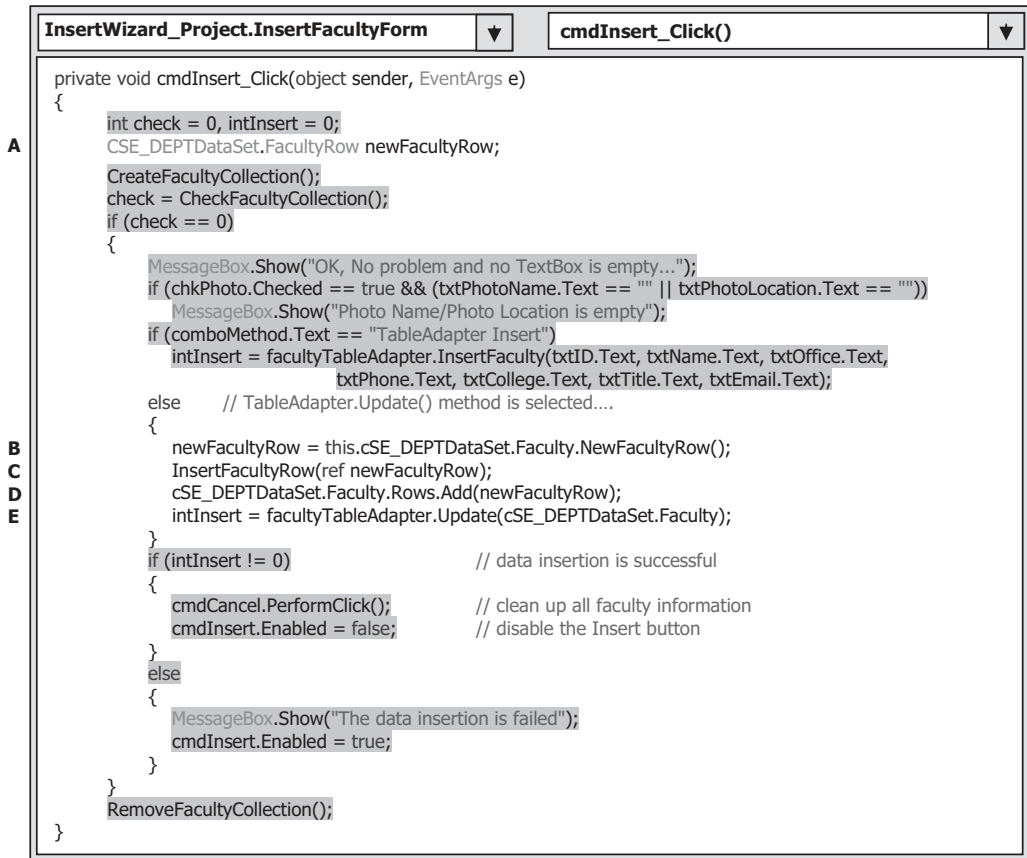 InsertWizard_Project.InsertFacultyForm cmdInsert_Click()
private void cmdInsert_Click(object sender, EventArgs e)
{
int check = 0, intInsert = 0;
A CSE_DEPTDataSet.FacultyRow newFacultyRow;
CreateFacultyCollection();
check = CheckFacultyCollection();
if (check == 0)
{
MessageBox.Show("OK, No problem and no TextBox is empty...");
if (chkPhoto.Checked == true && (txtPhotoName.Text == "" || txtPhotoLocation.Text == ""))
MessageBox.Show("Photo Name/Photo Location is empty");
if (comboMethod.Text == "TableAdapter Insert")
intInsert = facultyTableAdapter.InsertFaculty(txtID.Text, txtName.Text, txtOffice.Text,
txtPhone.Text, txtCollege.Text, txtTitle.Text, txtEmail.Text);
else // TableAdapter.Update() method is selected....
{
B newFacultyRow = this.cSE_DEPTDataSet.Faculty.NewFacultyRow();
C InsertFacultyRow(ref newFacultyRow);
D cSE_DEPTDataSet.Faculty.Rows.Add(newFacultyRow);
E intInsert = facultyTableAdapter.Update(cSE_DEPTDataSet.Faculty);
}
if (intInsert != 0) // data insertion is successful
{
cmdCancel.PerformClick(); // clean up all faculty information
cmdInsert.Enabled = false; // disable the Insert button
}
else
{
MessageBox.Show("The data insertion is failed");
cmdInsert.Enabled = true;
}
}
RemoveFacultyCollection();
}